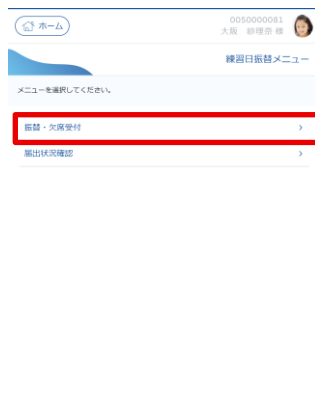 ホーム
0050000081
大阪 紗理奈 様
練習日振替メニュー
メニューを選択してください。
振替・欠席受付
届出状況確認